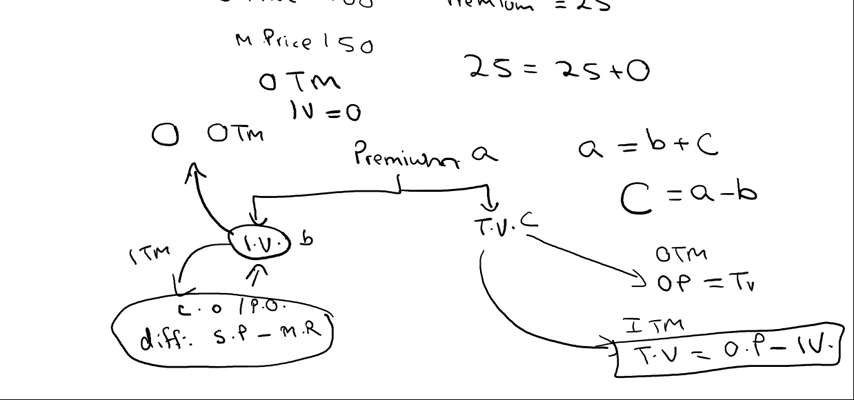 Premium = 25
M Price 150
25 = 25+0
OTM
IV = 0
O OTM
Premium a
a = b+c
C = a-b
I.V. b
T.V. C
ITM
OTM
OP = Tv
C.O / P.O.
diff. S.P - M.R
ITM
T.V = O.P - IV.